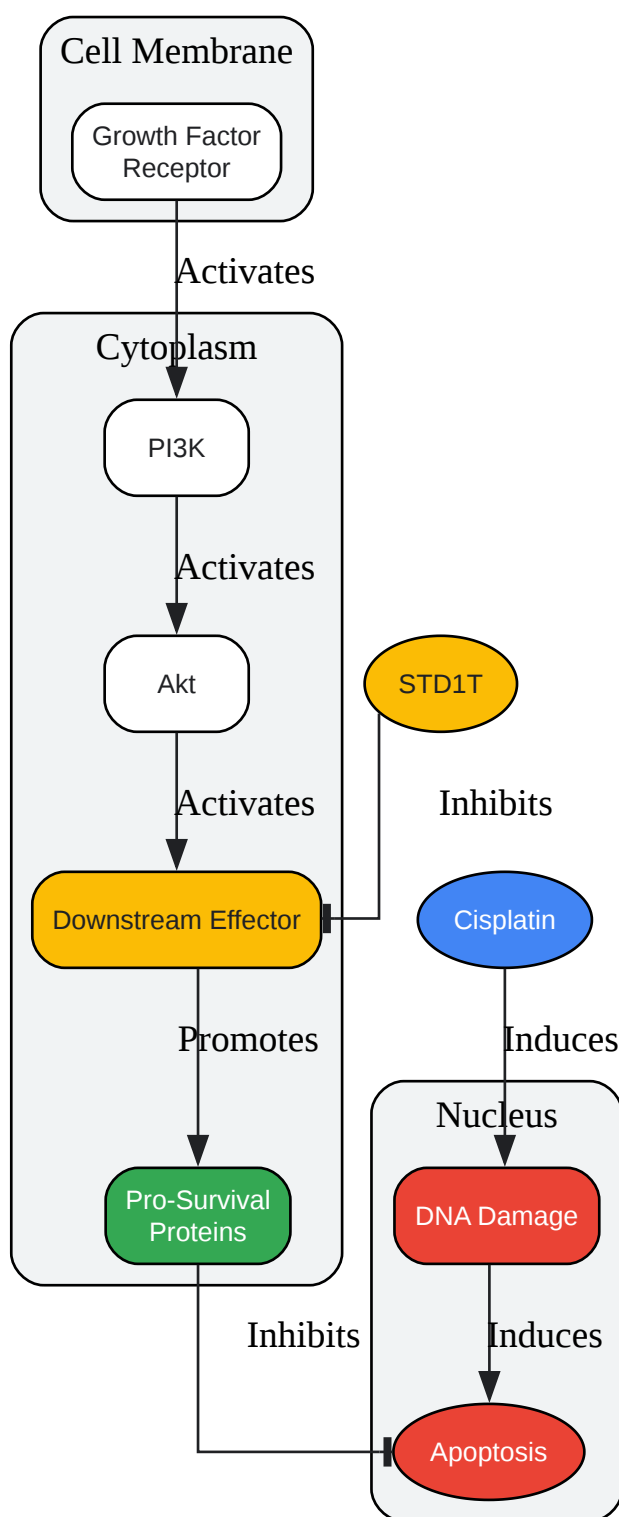 Cell Membrane
Growth Factor
Receptor
Activates
Cytoplasm
PI3K
Activates
Akt
STD1T
Activates
Inhibits
Downstream Effector
Cisplatin
Promotes
Induces
Nucleus
Pro-Survival
Proteins
DNA Damage
Inhibits
Induces
Apoptosis